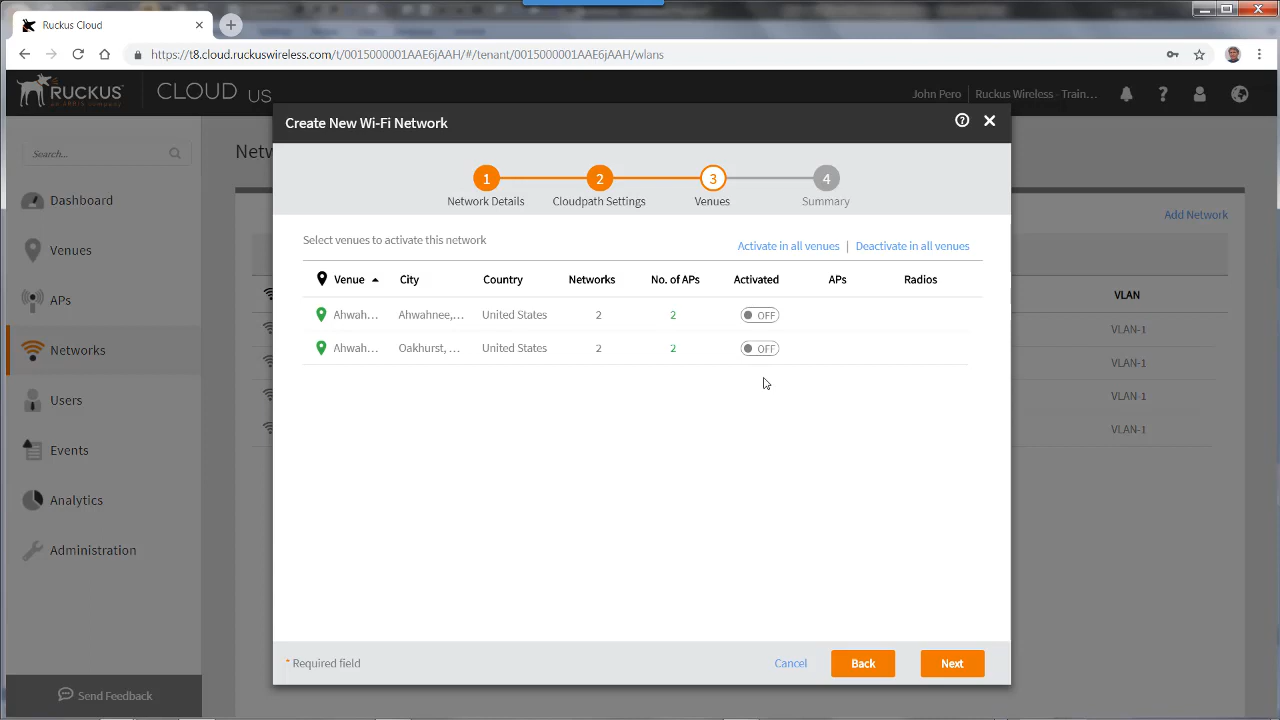 Ruckus Cloud
https://t8.cloud.ruckuswireless.com/t/0015000001AAE6jAAH/#/tenant/0015000001AAE6jAAH/wlans
RUCKUS
an ARRIS company
CLOUD US
John Pero
Ruckus Wireless - Train...
Search...
Dashboard
Venues
APs
Networks
Users
Events
Analytics
Administration
Send Feedback
Netw
Add Network
VLAN
VLAN-1
VLAN-1
VLAN-1
VLAN-1
Create New Wi-Fi Network
1 2 3 4
Network Details Cloudpath Settings Venues Summary
Select venues to activate this network
Activate in all venues | Deactivate in all venues
Venue City Country Networks No. of APs Activated APs Radios
Ahwah... Ahwahnee,... United States 2 2 OFF
Ahwah... Oakhurst, ... United States 2 2 OFF
* Required field
Cancel Back Next